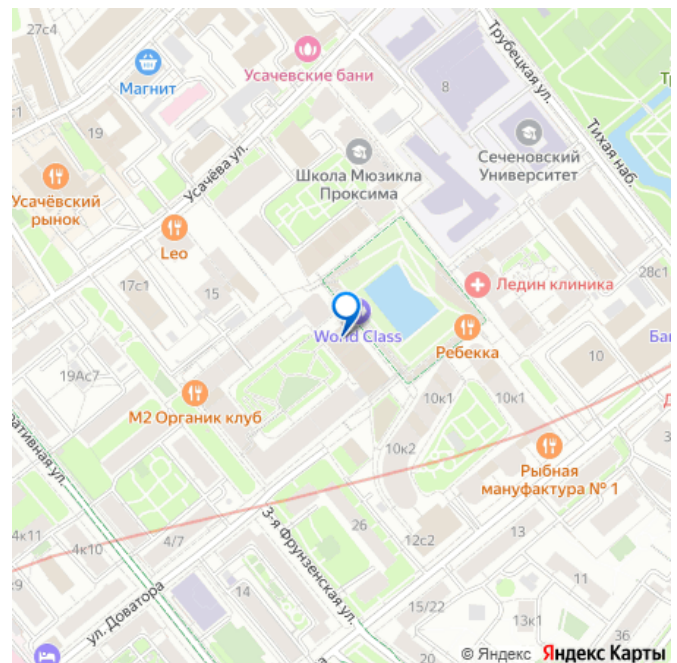 27с4
Магнит
Усачевские бани
Трубецкая ул.
8
19
Усачёва ул.
Школа Мюзикла
Проксима
Сеченовский
Университет
Тихая наб.
Усачёвский
рынок
Leo
17с1
15
Ледин клиника
28с1
World Class
Ребекка
Ба
10
19Ас7
М2 Органик клуб
10к1
10к1
10к2
Рыбная
мануфактура № 1
3-я Фрунзенская ул.
26
12с2
13
4к11
4к10
4/7
14
11
ул. Доватора
15/22
13к1
20
36
© Яндекс Яндекс Карты